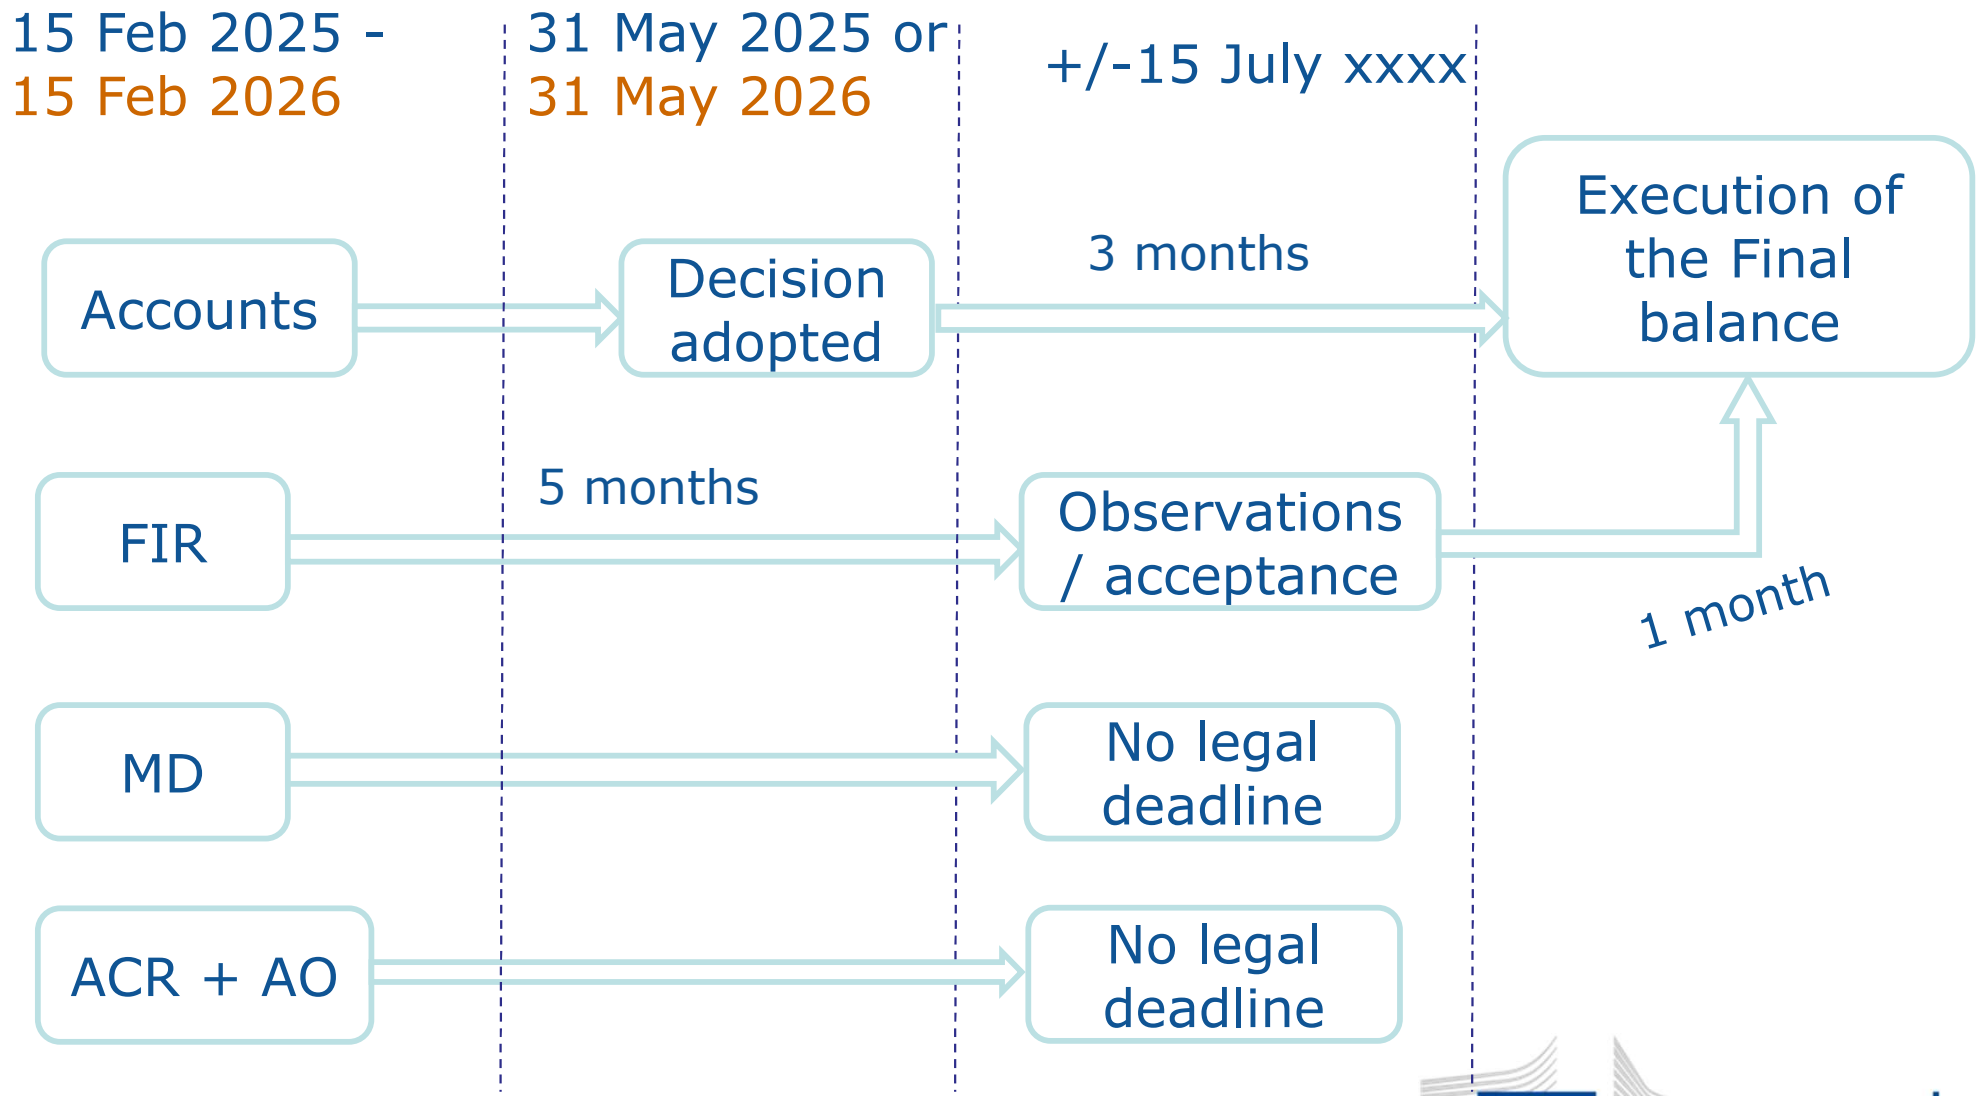 15 Feb 2025 -
15 Feb 2026
31 May 2025 or
31 May 2026
+/-15 July xxxx
Accounts
Decision
adopted
3 months
Execution of
the Final
balance
FIR
5 months
Observations
/ acceptance
1 month
MD
No legal
deadline
ACR + AO
No legal
deadline